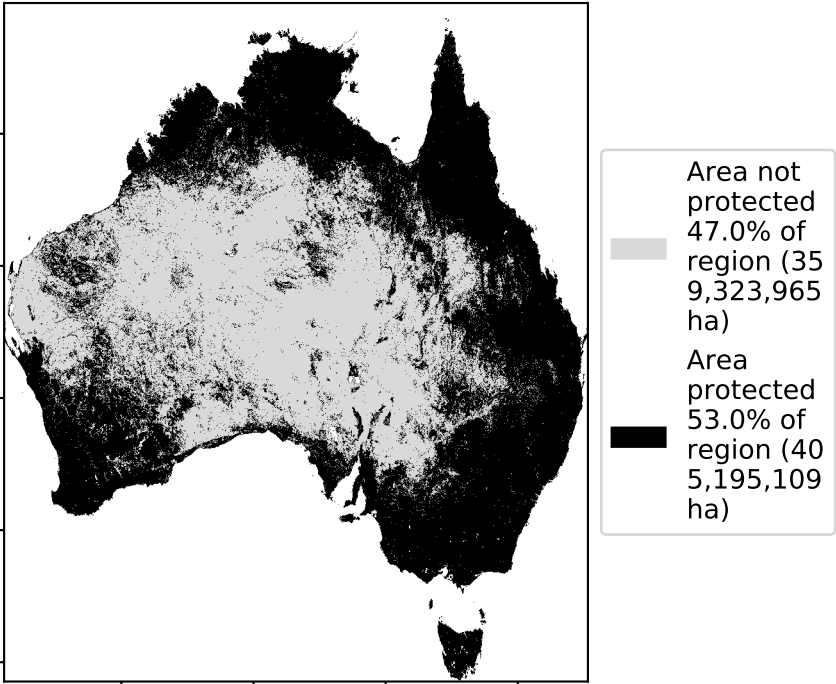 Area not
protected
47.0% of
region (35
9,323,965
ha)
Area
protected
53.0% of
region (40
5,195,109
ha)